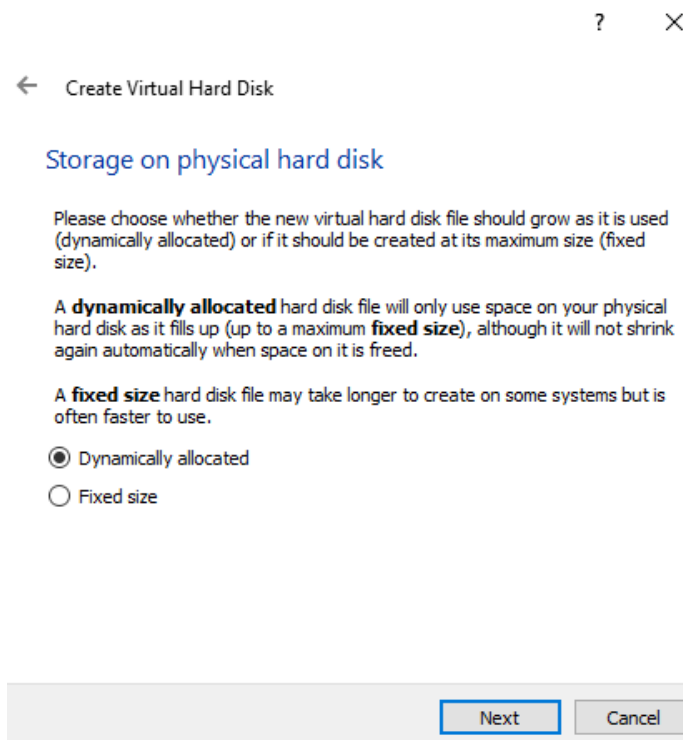 ?
Create Virtual Hard Disk
Storage on physical hard disk
Please choose whether the new virtual hard disk file should grow as it is used
(dynamically allocated) or if it should be created at its maximum size (fixed
size).
A dynamically allocated hard disk file will only use space on your physical
hard disk as it fills up (up to a maximum fixed size), although it will not shrink
again automatically when space on it is freed.
A fixed size hard disk file may take longer to create on some systems but is
often faster to use.
Dynamically allocated
Fixed size
Next Cancel